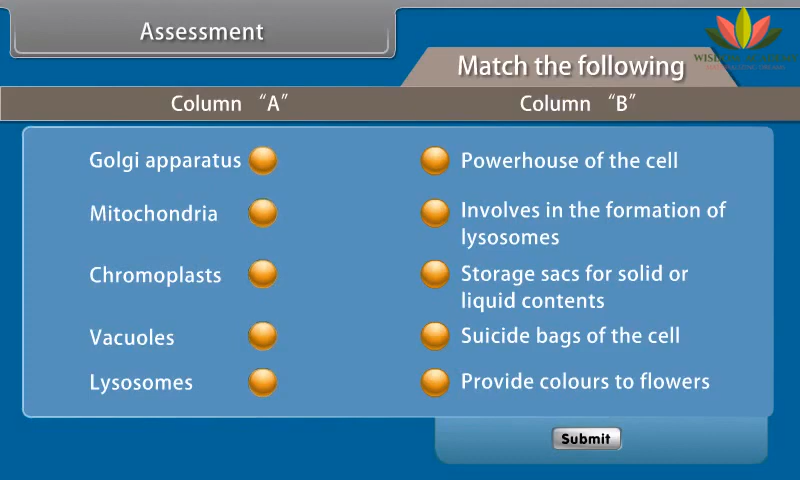 Assessment
Match the following
Column “A” Column “B”
Golgi apparatus Powerhouse of the cell
Mitochondria Involves in the formation of
lysosomes
Chromoplasts Storage sacs for solid or
liquid contents
Vacuoles Suicide bags of the cell
Lysosomes Provide colours to flowers
Submit